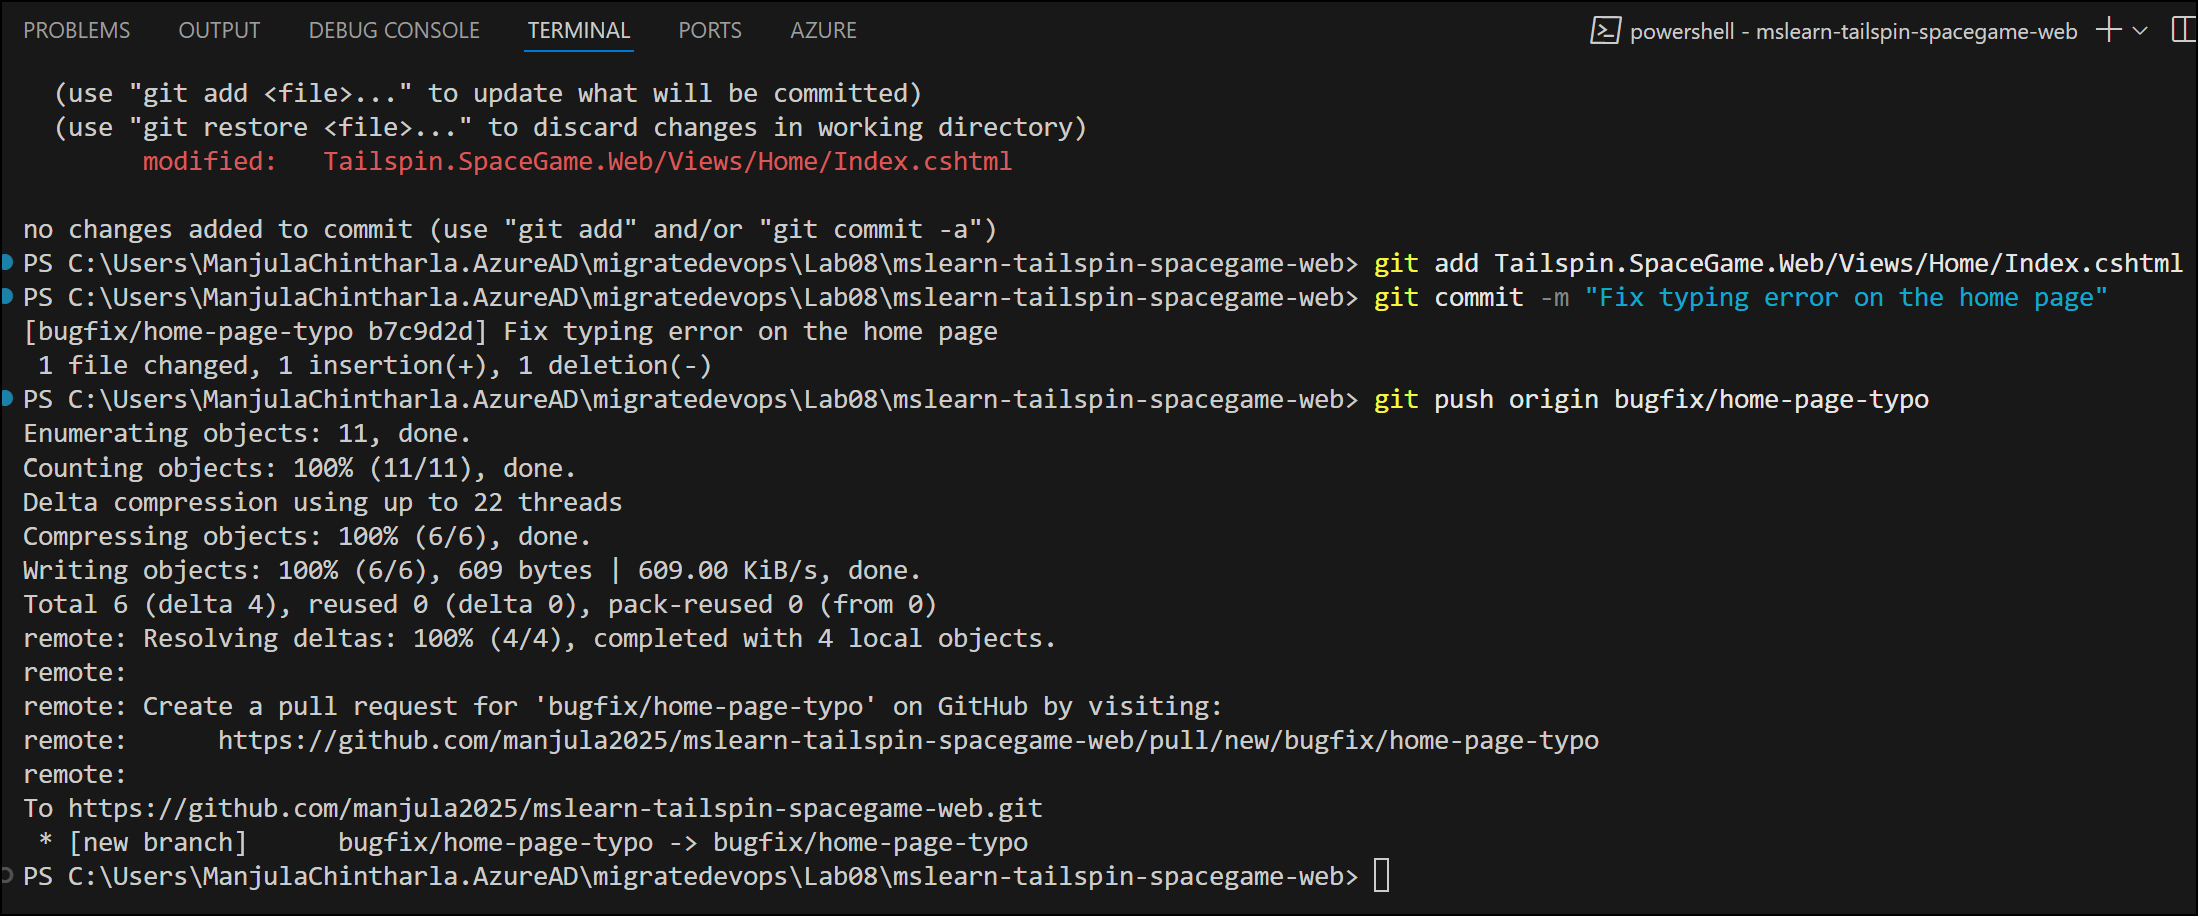 PROBLEMS OUTPUT DEBUG CONSOLE TERMINAL PORTS AZURE powershell - mslearn-tailspin-spacegame-web
(use "git add <file>..." to update what will be committed)
(use "git restore <file>..." to discard changes in working directory)
modified: Tailspin.SpaceGame.Web/Views/Home/Index.cshtml
no changes added to commit (use "git add" and/or "git commit -a")
PS C:\Users\ManjulaChintharla.AzureAD\migratedevops\Lab08\mslearn-tailspin-spacegame-web> git add Tailspin.SpaceGame.Web/Views/Home/Index.cshtml
PS C:\Users\ManjulaChintharla.AzureAD\migratedevops\Lab08\mslearn-tailspin-spacegame-web> git commit -m "Fix typing error on the home page"
[bugfix/home-page-typo b7c9d2d] Fix typing error on the home page
1 file changed, 1 insertion(+), 1 deletion(-)
PS C:\Users\ManjulaChintharla.AzureAD\migratedevops\Lab08\mslearn-tailspin-spacegame-web> git push origin bugfix/home-page-typo
Enumerating objects: 11, done.
Counting objects: 100% (11/11), done.
Delta compression using up to 22 threads
Compressing objects: 100% (6/6), done.
Writing objects: 100% (6/6), 609 bytes | 609.00 KiB/s, done.
Total 6 (delta 4), reused 0 (delta 0), pack-reused 0 (from 0)
remote: Resolving deltas: 100% (4/4), completed with 4 local objects.
remote:
remote: Create a pull request for 'bugfix/home-page-typo' on GitHub by visiting:
remote: https://github.com/manjula2025/mslearn-tailspin-spacegame-web/pull/new/bugfix/home-page-typo
remote:
To https://github.com/manjula2025/mslearn-tailspin-spacegame-web.git
* [new branch] bugfix/home-page-typo -> bugfix/home-page-typo
PS C:\Users\ManjulaChintharla.AzureAD\migratedevops\Lab08\mslearn-tailspin-spacegame-web>